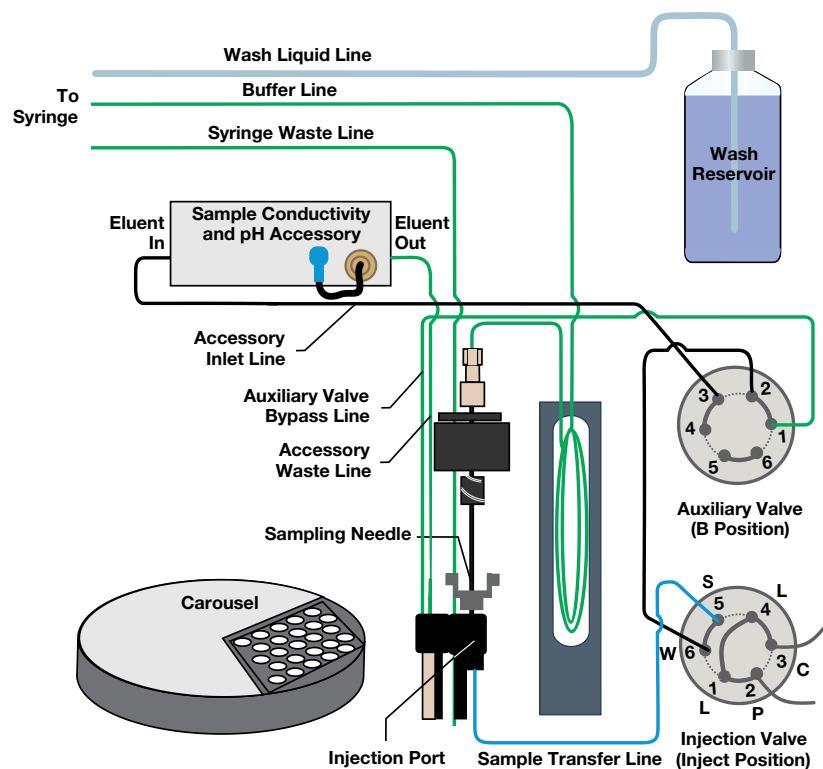 Wash Liquid Line
Buffer Line
To
Syringe
Syringe Waste Line
Wash
Reservoir
Eluent
In
Sample Conductivity
and pH Accessory
Eluent
Out
Accessory
Inlet Line
Auxiliary Valve
Bypass Line
Accessory
Waste Line
Sampling Needle
3
2
4
1
5
6
Auxiliary Valve
(B Position)
Carousel
S
L
5
4
W
6
3
C
1
2
L
P
Injection Port
Sample Transfer Line
Injection Valve
(Inject Position)